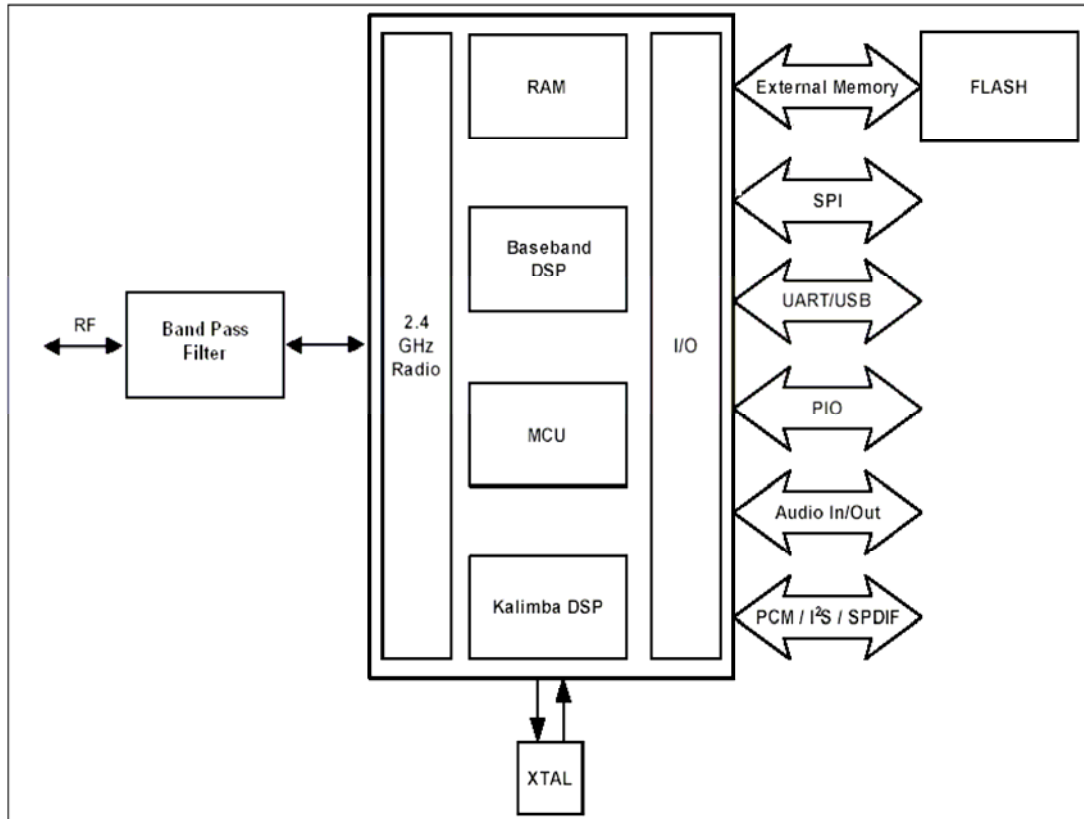 RAM
External Memory
FLASH
SPI
Baseband
DSP
UART/USB
RF
Band Pass
Filter
2.4
GHz
Radio
I/O
PIO
MCU
Audio In/Out
Kalimba DSP
PCM / I²S / SPDIF
XTAL